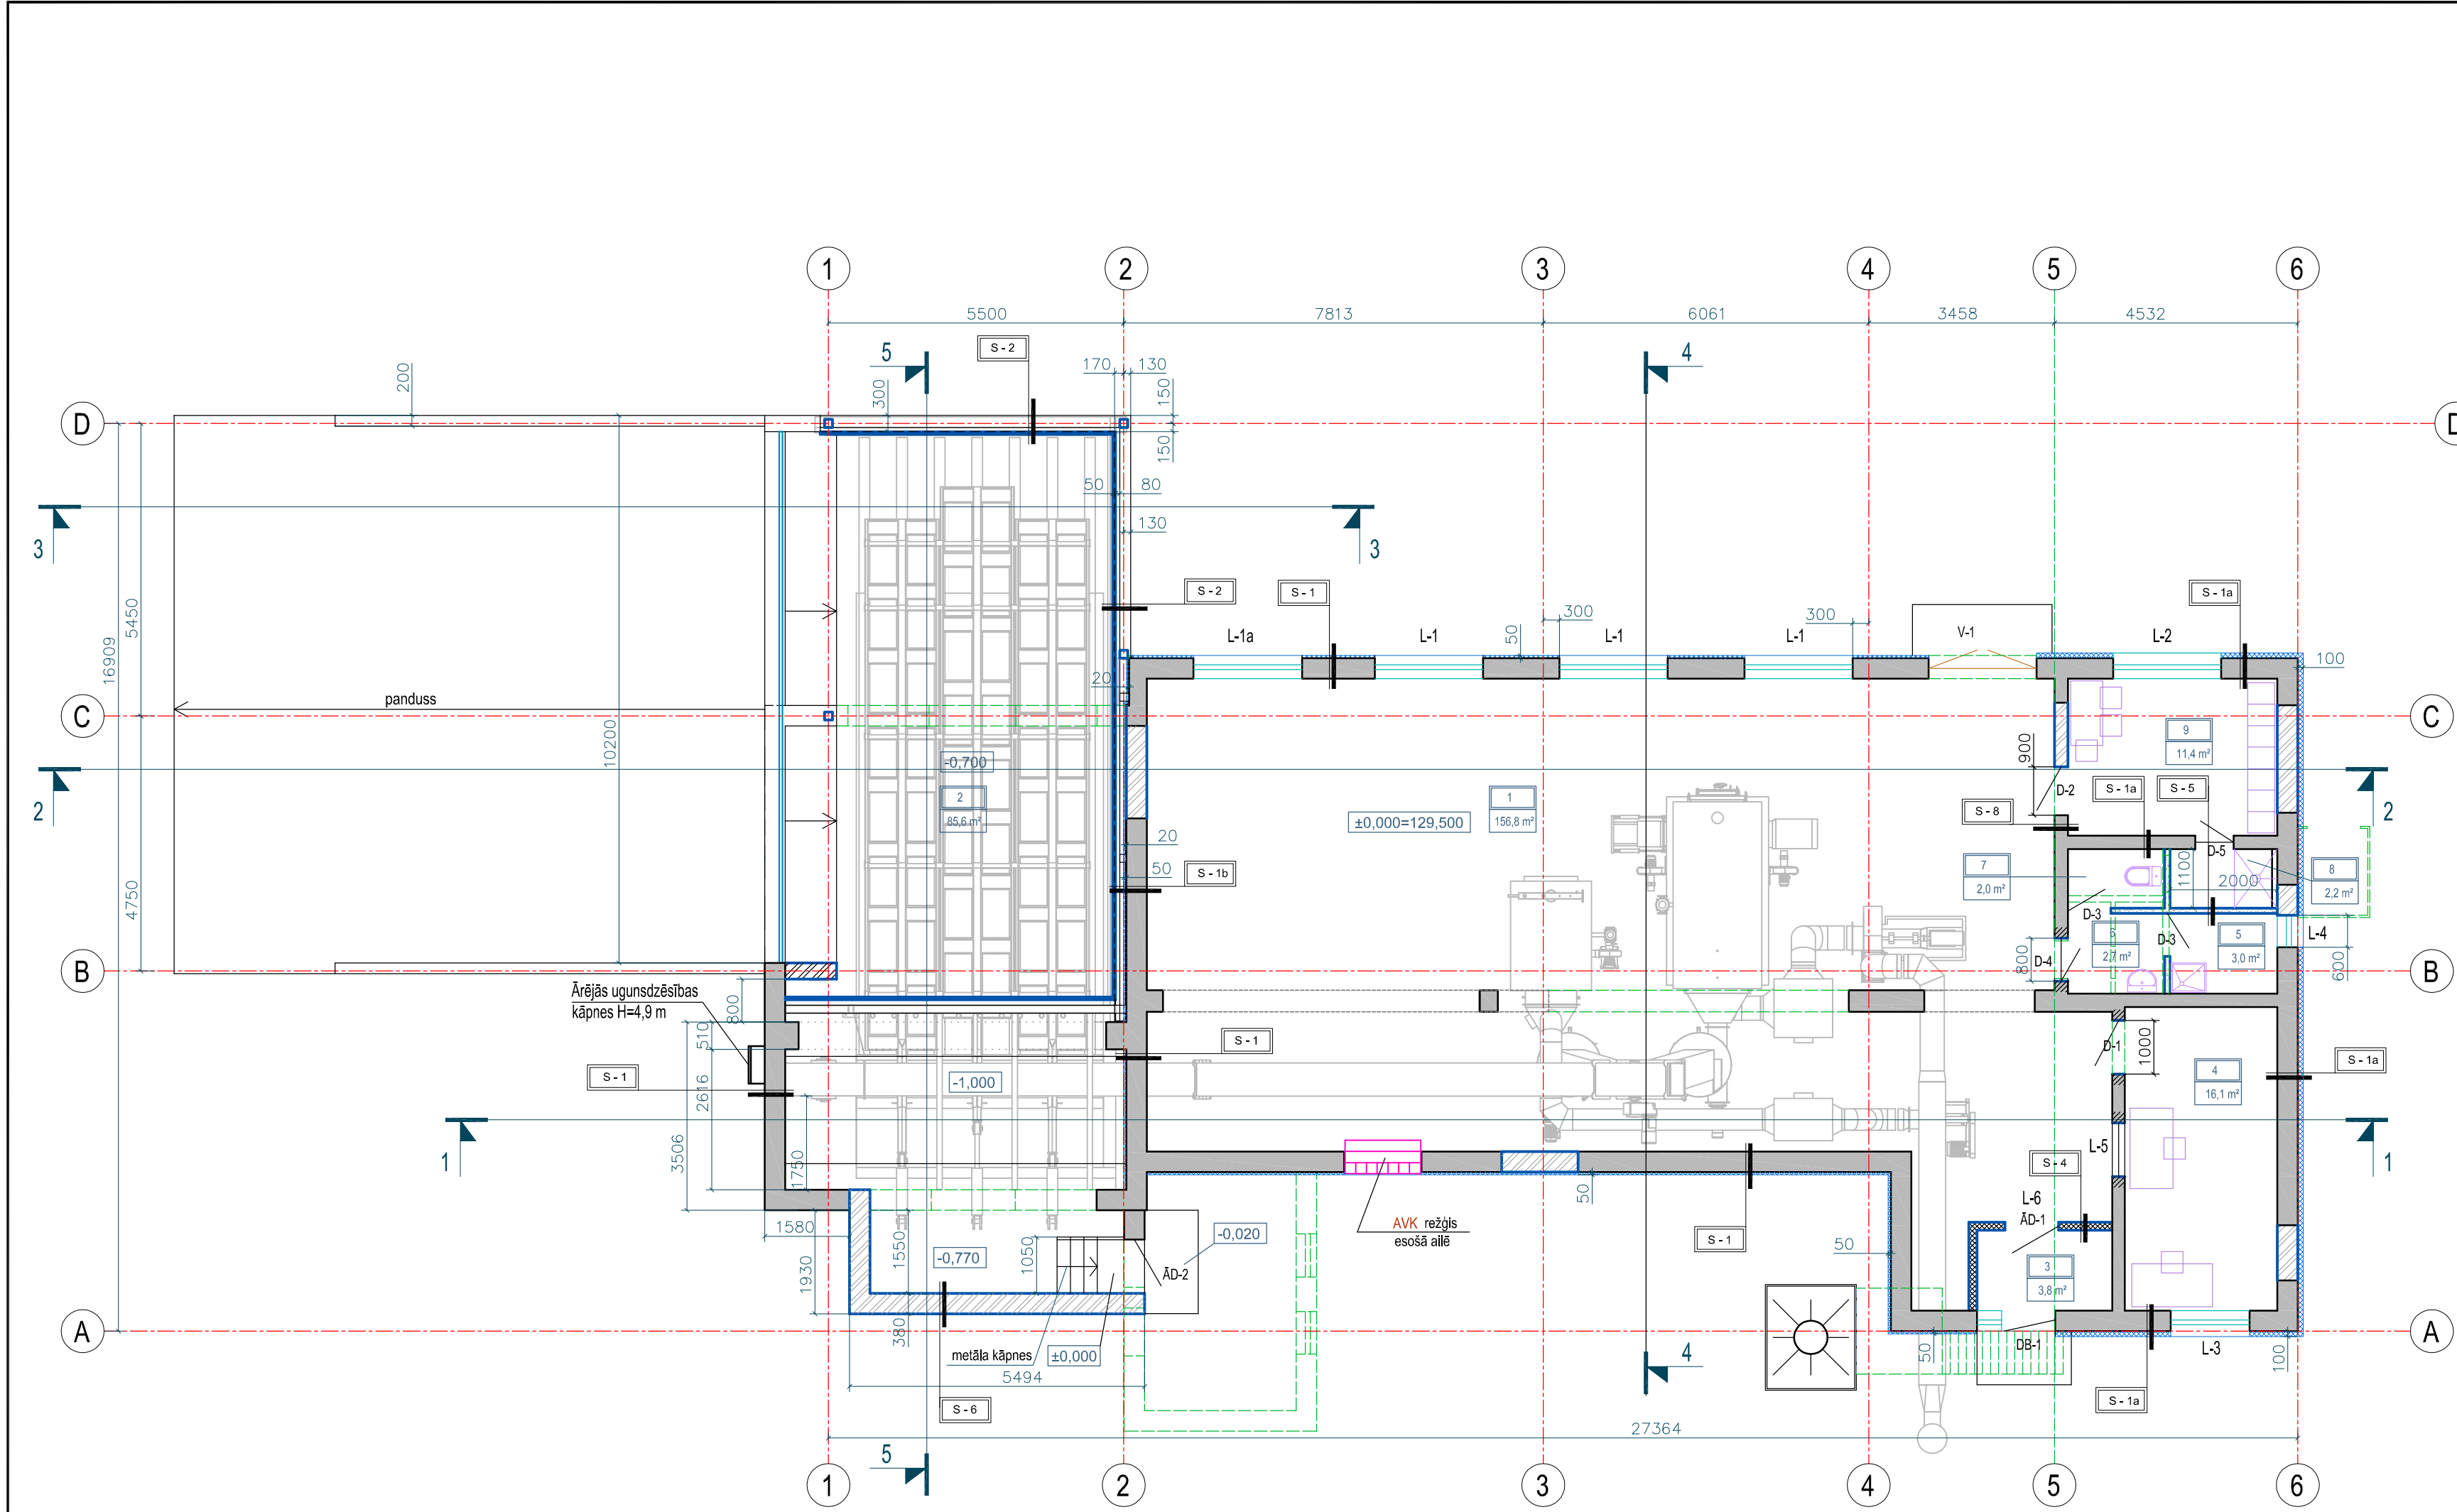 1 2 3 4 5 6
5500 7813 6061 3458 4532
S - 2
5 4
170 130
200
300
150
D D
150
50 80
3 3
130
S - 2 S - 1 S - 1a
300 300
L-1a L-1 L-1 L-1 V-1 L-2
50
5450
16909
100
20
panduss
C C
10200
9
11,4 m²
900
-0,700
2 2
S - 1a S - 5
D-2
2
85,6 m²
1
156,8 m²
±0,000=129,500
S - 8
20
D-5
7
2,0 m²
1100
2000
8
2,2 m²
50
S - 1b
4750
D-3
6
2,7 m²
D-3
5
3,0 m²
L-4
800
D-4
600
B B
Ārējās ugunsdzēsības
kāpnes H=4,9 m
800
510
S - 1
D-1
1000
S - 1a
S - 1
-1,000
4
16,1 m²
2616
3506
1 1
1750
L-5
S - 4
50
L-6
ĀD-1
1580
AVK režģis
esošā ailē
-0,020
S - 1
50
-0,770
1550
1050
1930
ĀD-2
3
3,8 m²
380
A A
metāla kāpnes ±0,000
4
50
DB-1
L-3
100
5494
S - 6
S - 1a
27364
5
1 2 3 4 5 6